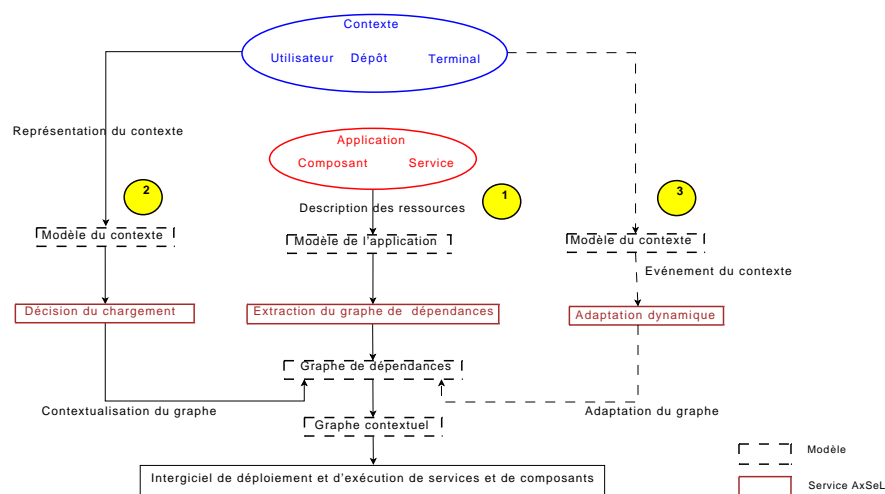 Contexte
Utilisateur Dépôt Terminal
Représentation du contexte
Application
Composant Service
2
1
3
Description des ressources
Modèle du contexte
Modèle de l'application
Modèle du contexte
Evénement du contexte
Décision du chargement
Extraction du graphe de dépendances
Adaptation dynamique
Graphe de dépendances
Contextualisation du graphe
Adaptation du graphe
Graphe contextuel
Modèle
Intergiciel de déploiement et d'exécution de services et de composants
Service AxSeL